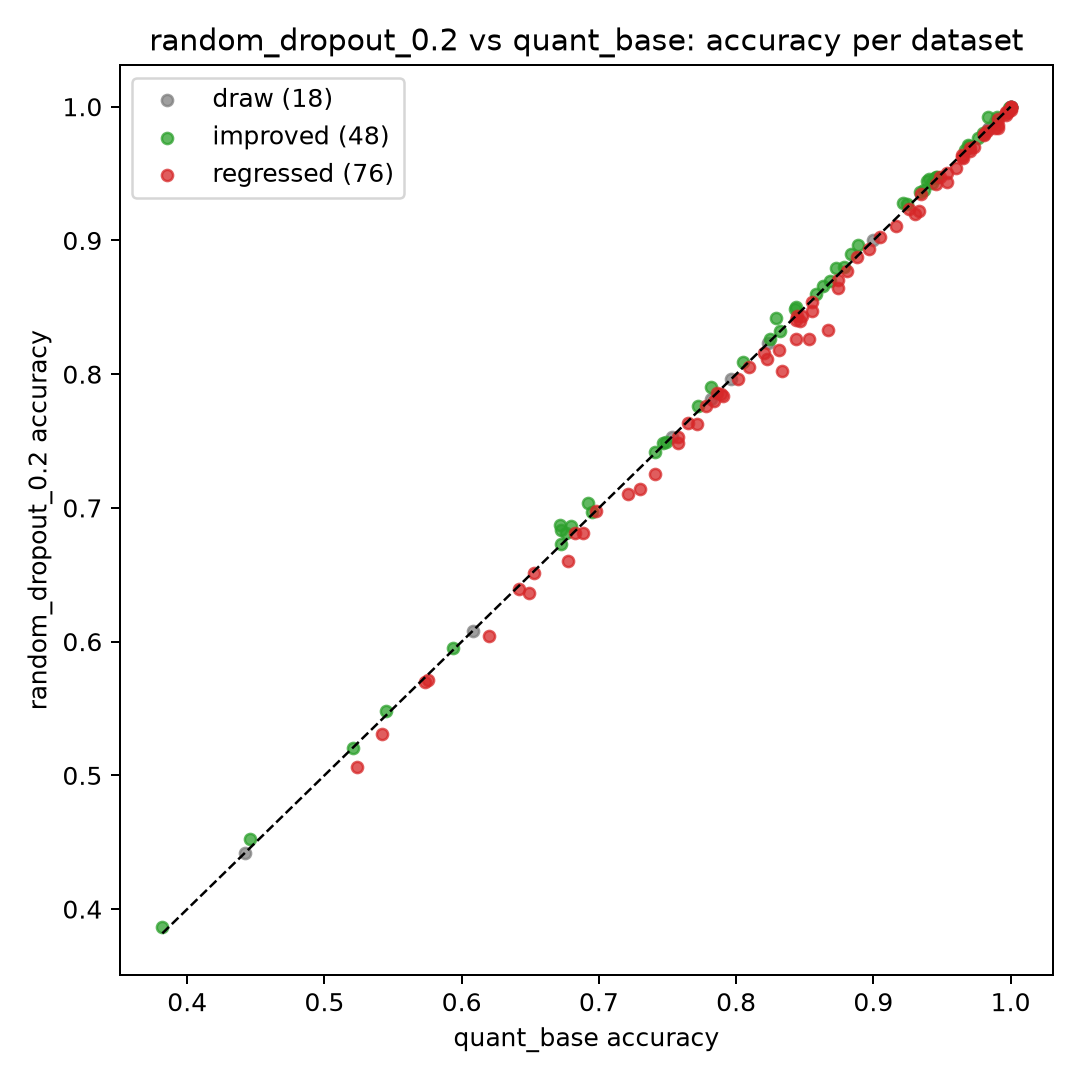 random_dropout_0.2 vs quant_base: accuracy per dataset
draw (18)
improved (48)
regressed (76)
random_dropout_0.2 accuracy
1.0
0.9
0.8
0.7
0.6
0.5
0.4
0.4 0.5 0.6 0.7 0.8 0.9 1.0
quant_base accuracy